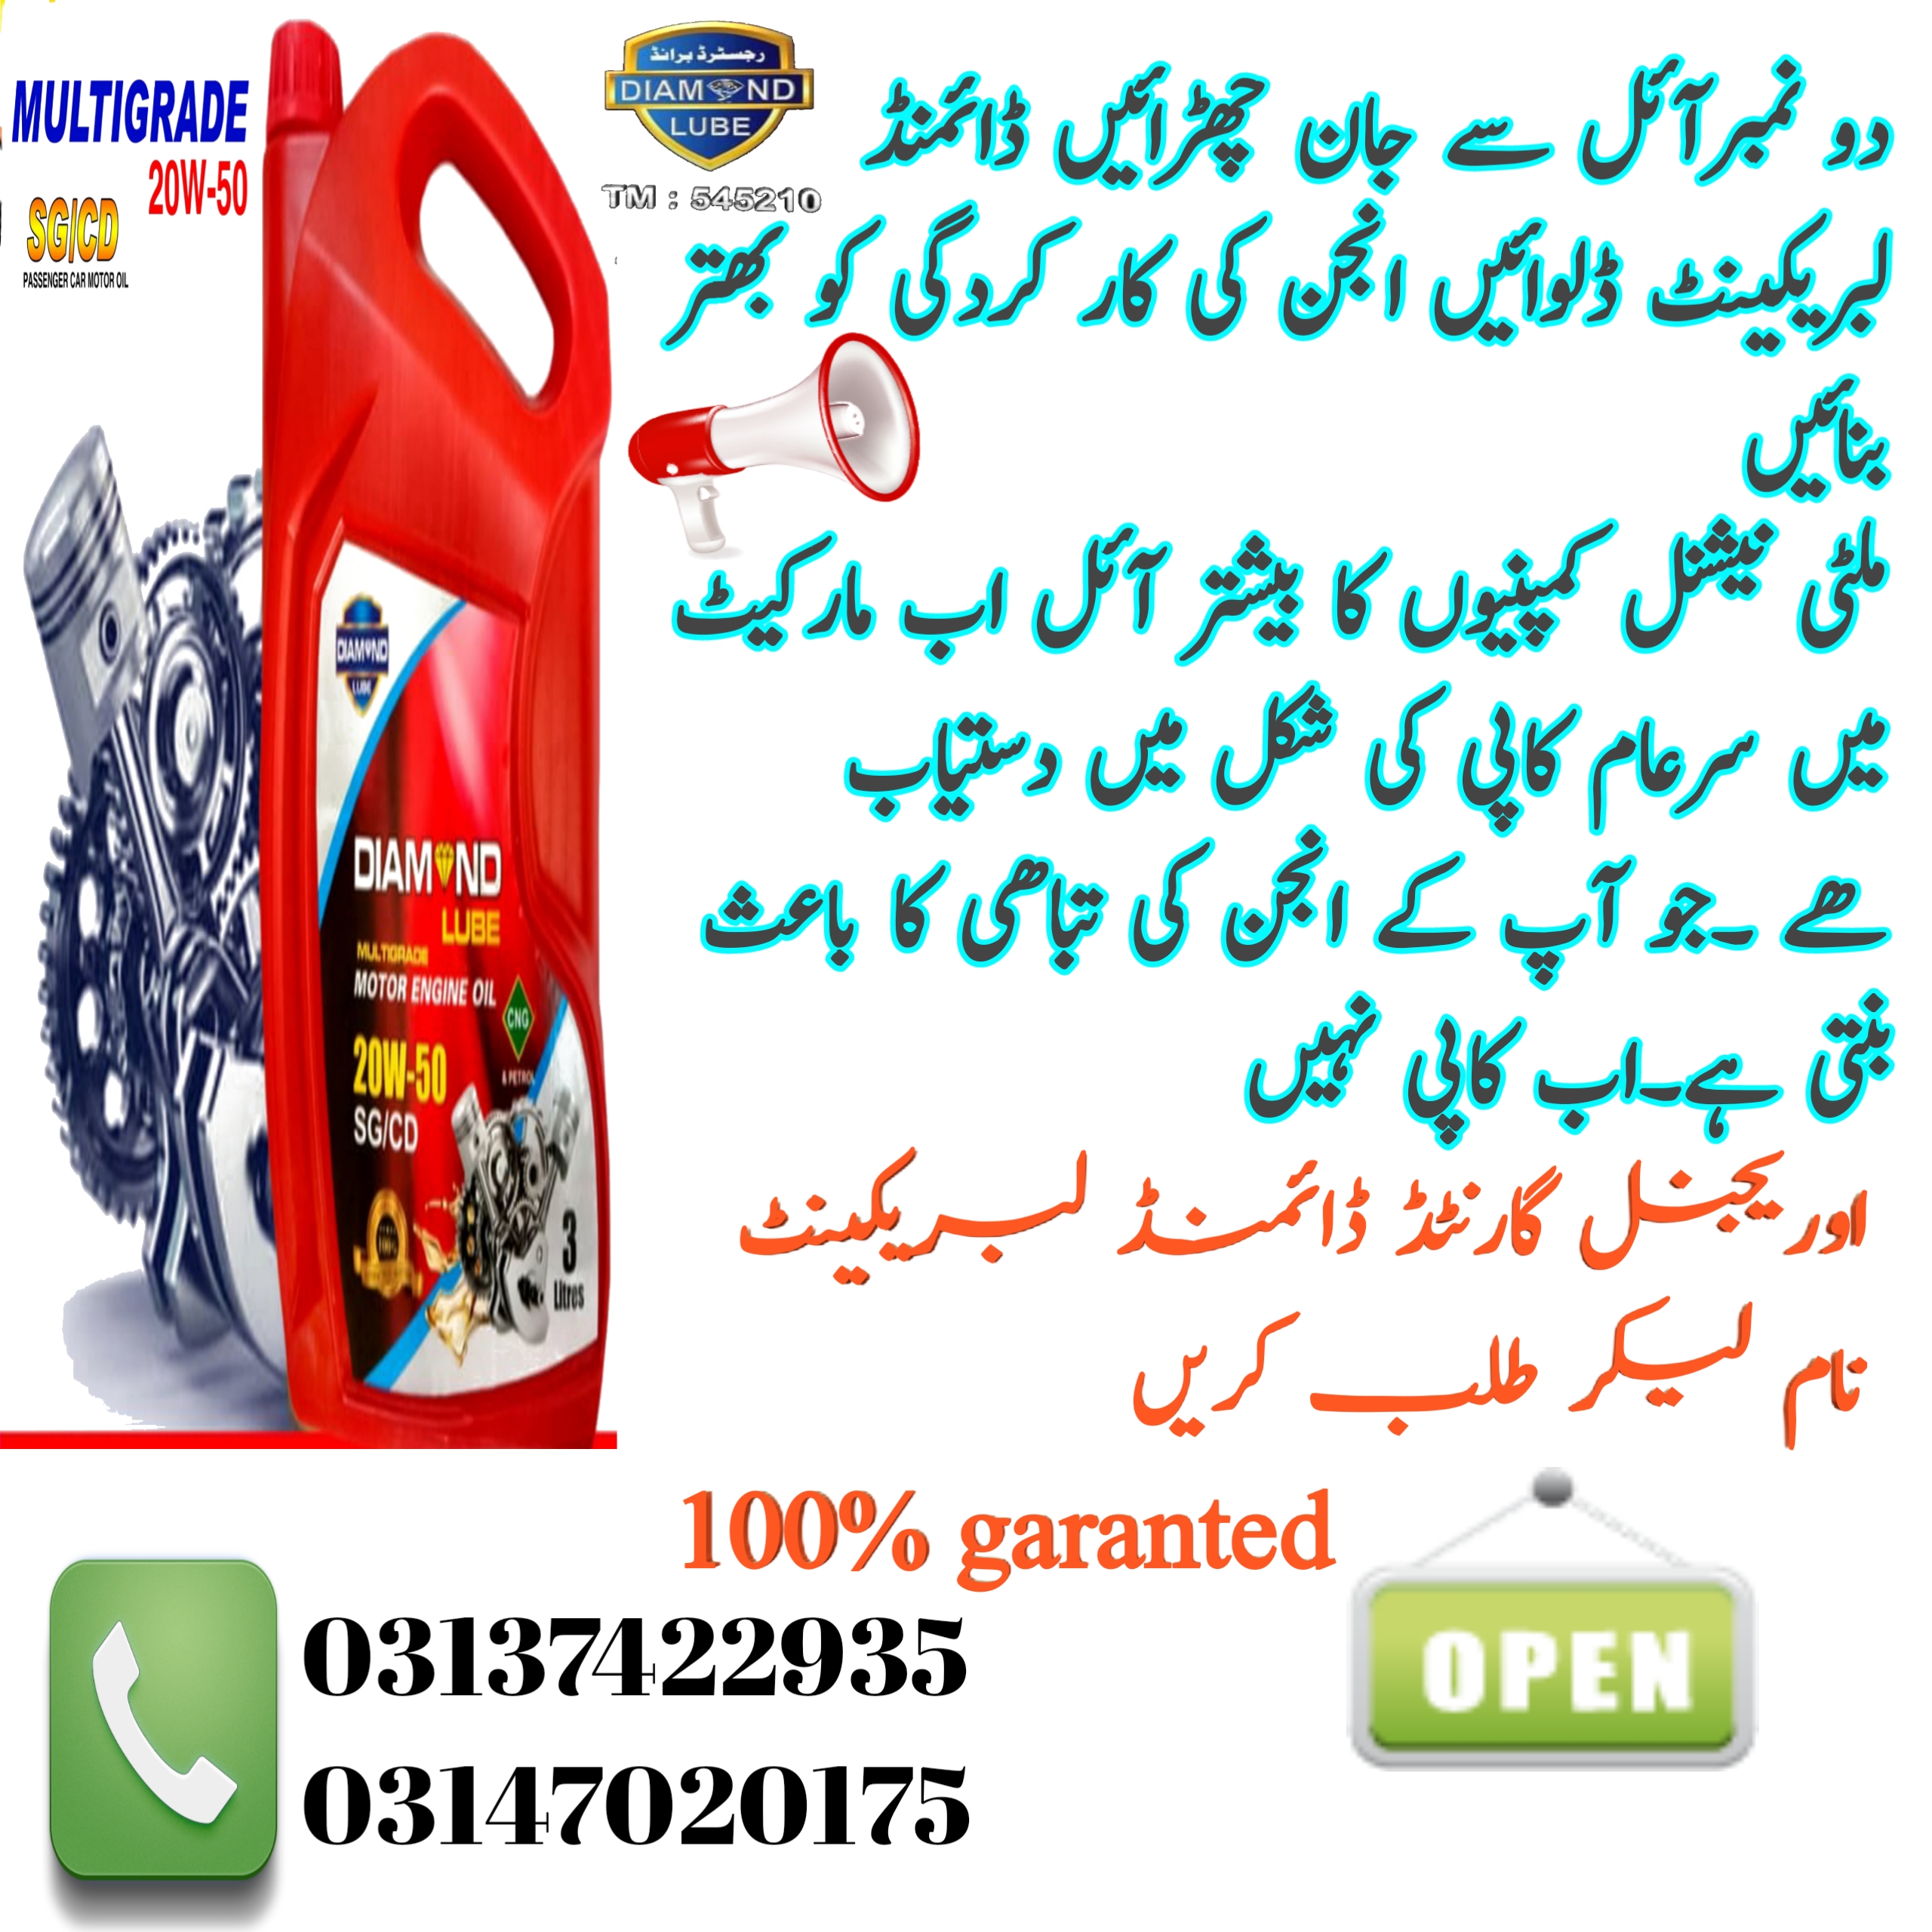 MULTIGRADE
20W-50
SG/CD
PASSENGER CAR MOTOR OIL
رجسٹرڈ برانڈ
DIAMOND
LUBE
TM : 545210
دو نمبرآئل سے جان چھڑائیں ڈائمنڈ
لبریکینٹ ڈلوائیں انجن کی کار کردگی کو بھتر
بنائیں
ملٹی نیشنل کمپنیوں کا بیشتر آئل اب مارکیٹ
میں سرعام کاپی کی شکل میں دستیاب
ھے ۔جو آپ کے انجن کی تباھی کا باعث
بنتی ہے۔اب کاپی نہیں
اوریجنل گارنٹڈ ڈائمنڈ لبریکینٹ
نام لیکر طلب کریں
DIAMOND
LUBE
DIAMOND
LUBE
MULTIGRADE
MOTOR ENGINE OIL
CNG
& PETROL
20W-50
SG/CD
3
Litres
100% garanted
OPEN
03137422935
03147020175